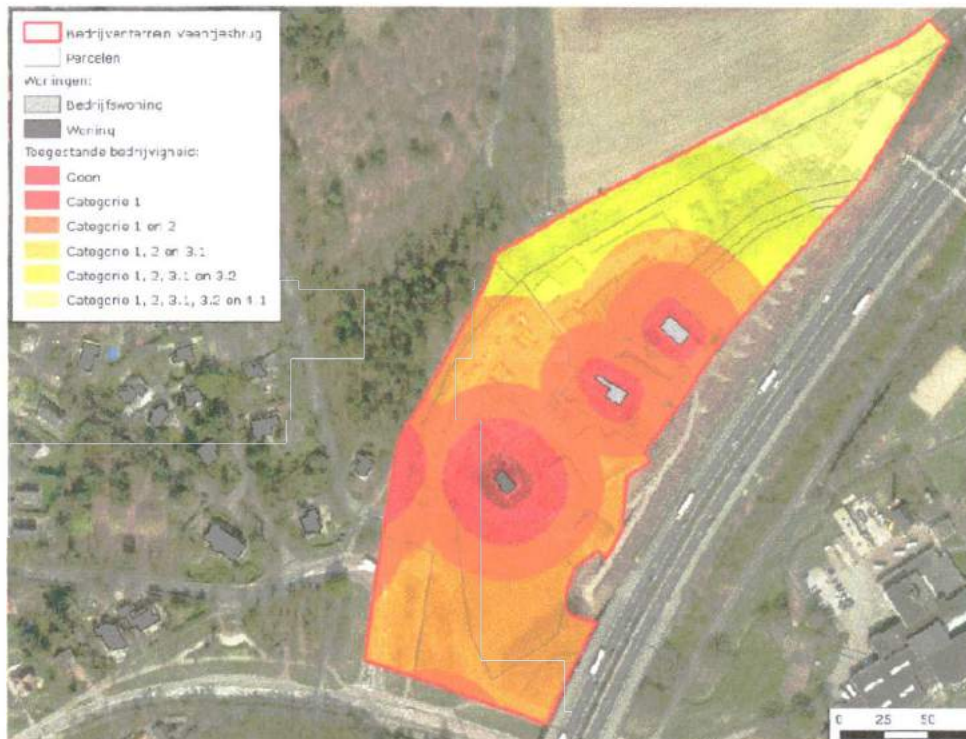 Bedrijventerrein Veentjesbrug
Parcelen
Woningen:
Bedrijfswoning
Woning
Toegestande bedrijvigheid:
Geen
Categorie 1
Categorie 1 en 2
Categorie 1, 2 en 3.1
Categorie 1, 2, 3.1 en 3.2
Categorie 1, 2, 3.1, 3.2 en 4.1
0 25 50